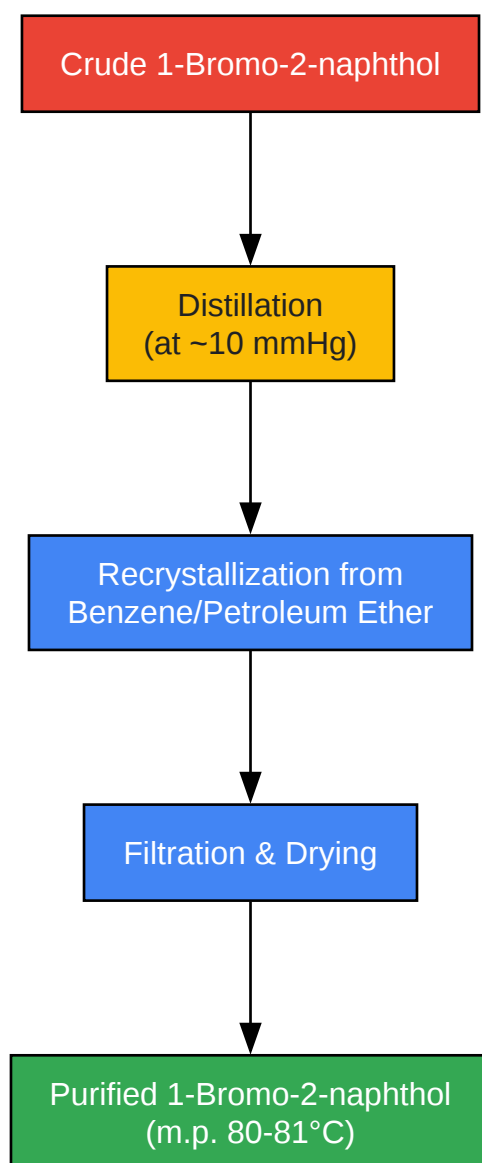 Crude 1-Bromo-2-naphthol
Distillation
(at ~10 mmHg)
Recrystallization from
Benzene/Petroleum Ether
Filtration & Drying
Purified 1-Bromo-2-naphthol
(m.p. 80-81°C)